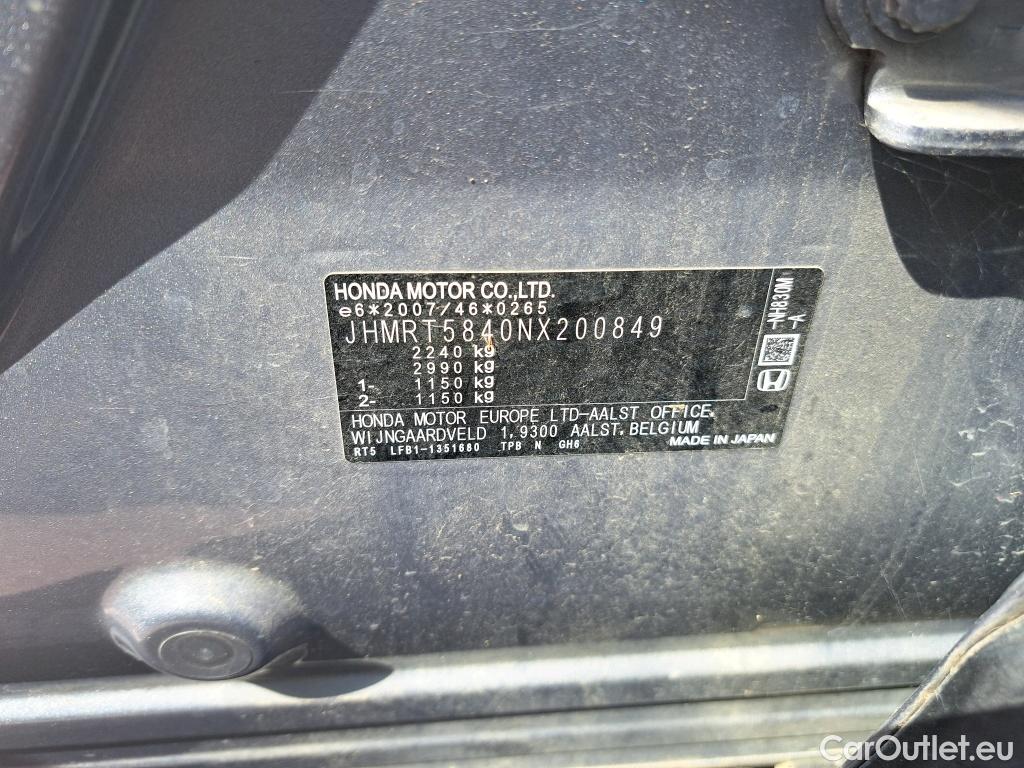 HONDA MOTOR CO.,LTD.
e6*2007/46*0265
JHMRT5840NX200849
2240 kg
2990 kg
1- 1150 kg
2- 1150 kg
HONDA MOTOR EUROPE LTD-AALST OFFICE.
WIJNGAARDVELD 1, 9300 AALST, BELGIUM
MADE IN JAPAN
RT5 LFB1-1351680 TPB N GH6
-NH830M
-A
CarOutlet.eu